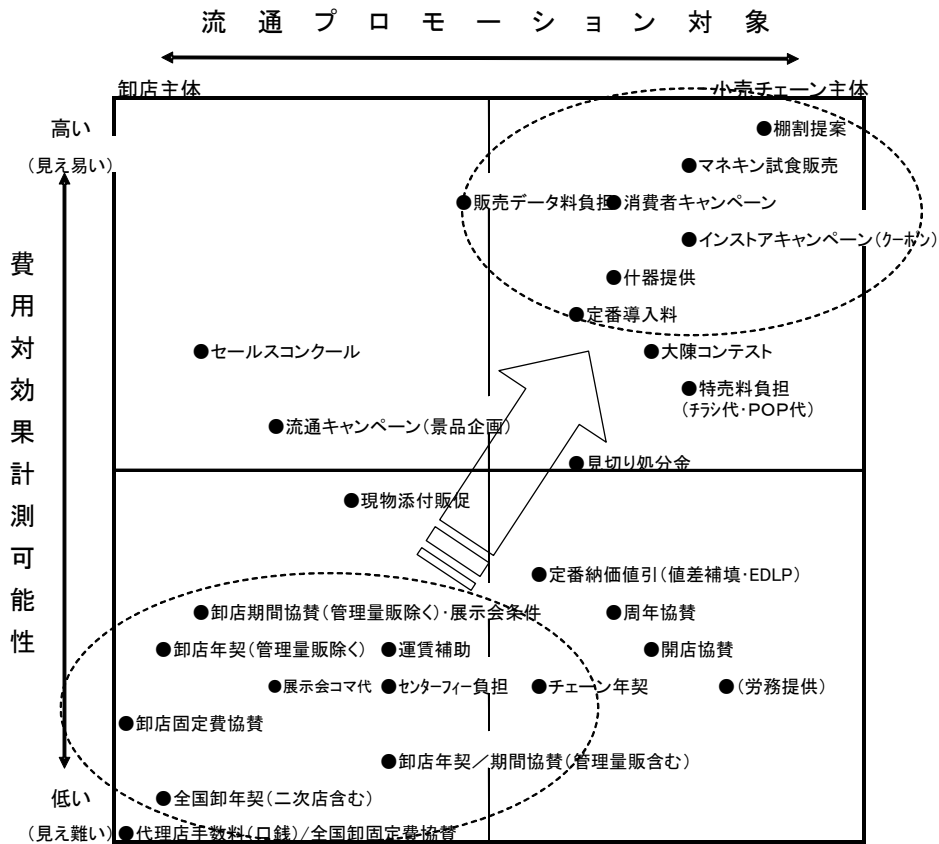 流通プロモーション対象
卸店主体
小売チェーン主体
高い
(見え易い)
費用対効果計測可能性
低い
(見え難い)
●棚割提案
●マネキン試食販売
●販売データ料負担
●消費者キャンペーン
●インストアキャンペーン(クーポン)
●什器提供
●定番導入料
●セールスコンクール
●大陳コンテスト
●特売料負担
(チラシ代・POP代)
●流通キャンペーン(景品企画)
●見切り処分金
●現物添付販促
●定番納価値引(値差補填・EDLP)
●卸店期間協賛(管理量販除く)・展示会条件
●周年協賛
●卸店年契(管理量販除く)
●運賃補助
●開店協賛
●展示会コマ代
●センターフィー負担
●チェーン年契
●(労務提供)
●卸店固定費協賛
●卸店年契/期間協賛(管理量販含む)
●全国卸年契(二次店含む)
●代理店手数料(口銭)/全国卸固定費協賛